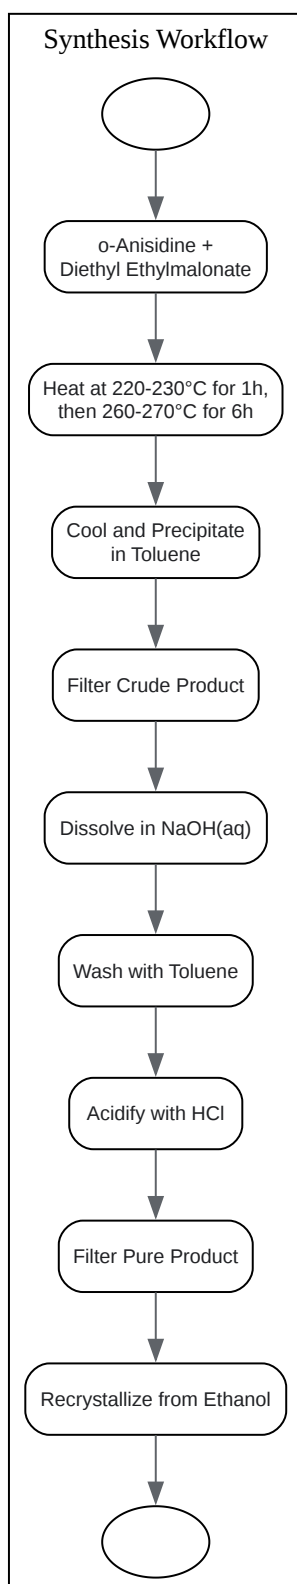 Synthesis Workflow
o-Anisidine +
Diethyl Ethylmalonate
Heat at 220-230°C for 1h,
then 260-270°C for 6h
Cool and Precipitate
in Toluene
Filter Crude Product
Dissolve in NaOH(aq)
Wash with Toluene
Acidify with HCl
Filter Pure Product
Recrystallize from Ethanol